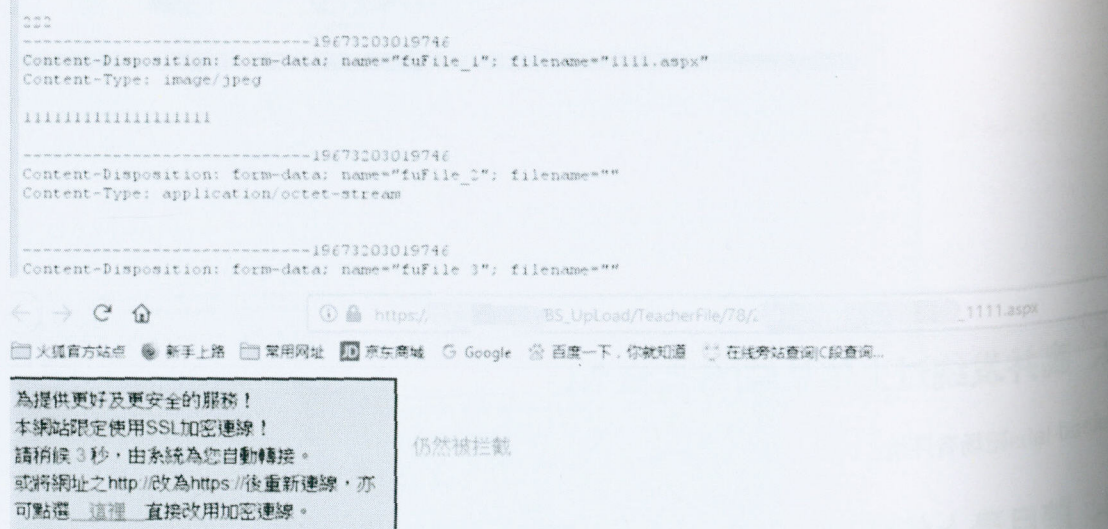 222
-----------------------------19673203019746
Content-Disposition: form-data; name="fuFile_1"; filename="1111.aspx"
Content-Type: image/jpeg
1111111111111111111
-----------------------------19673203019746
Content-Disposition: form-data; name="fuFile_2"; filename=""
Content-Type: application/octet-stream
-----------------------------19673203019746
Content-Disposition: form-data; name="fuFile_3"; filename=""
https:/ BS_UpLoad/TeacherFile/78/2 _1111.aspx
火狐官方站点 新手上路 常用网址 JD 京东商城 G Google 百度一下，你就知道 在线旁站查询|C段查询...
為提供更好及更安全的服務！
本網站限定使用SSL加密連線！
請稍候 3 秒，由系統為您自動轉接。
或將網址之http://改為https://後重新連線，亦
可點選 這裡 直接改用加密連線。
仍然被拦截